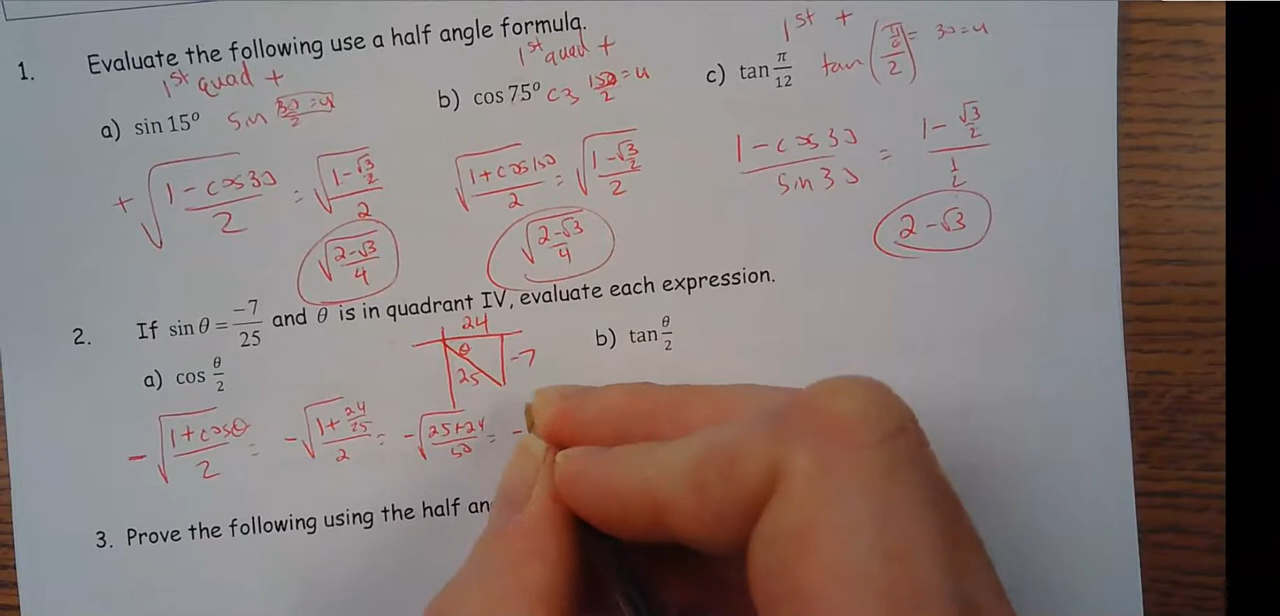 1. Evaluate the following use a half angle formula.
1st quad +
1st quad +
1st +
a) sin 15° sin 30/2 = u
b) cos 75° cos 150/2 = u
c) tan π/12 tan (π/6/2) = 30 = u
+√(1 - cos 30/2) = √(1 - √3/2/2)
√(2 - √3/4)
√(1 + cos 150/2) = √(1 - √3/2/2)
√(2 - √3/4)
1 - cos 30/sin 30 = 1 - √3/2/1/2
2 - √3
2. If sin θ = -7/25 and θ is in quadrant IV, evaluate each expression.
24
θ
-7
25
a) cos θ/2
b) tan θ/2
-√(1 + cos θ/2) = -√(1 + 24/25/2) = -√(25 + 24/50) = -
3. Prove the following using the half an